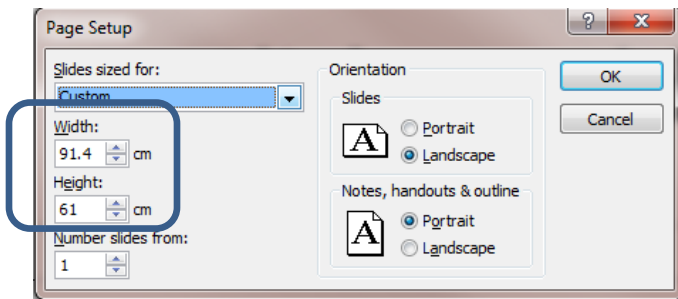 Page Setup
Slides sized for:
Custom
Width:
91.4 cm
Height:
61 cm
Number slides from:
1
Orientation
Slides
A
Portrait
Landscape
Notes, handouts & outline
A
Portrait
Landscape
?
X
OK
Cancel